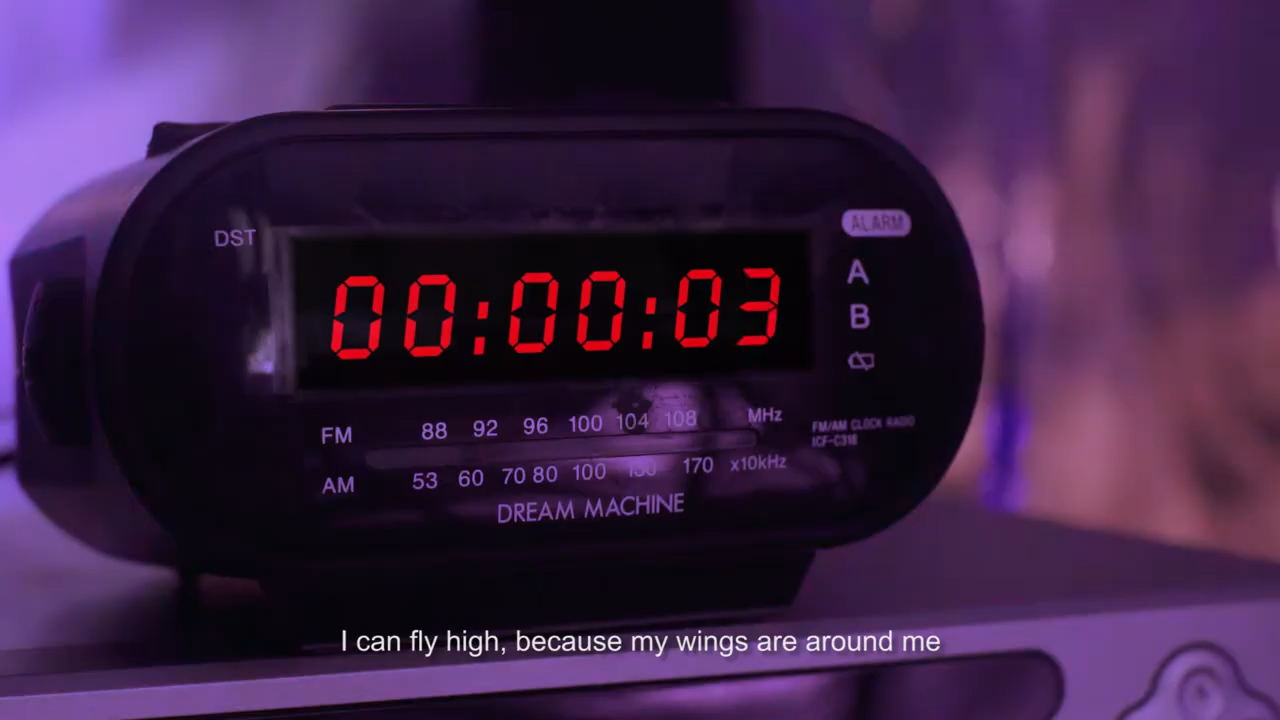 DST
ALARM
00:00:03
A
B
FM 88 92 96 100 104 108 MHz
FM/AM CLOCK RADIO
ICF-C318
AM 53 60 70 80 100 170 x10kHz
DREAM MACHINE
I can fly high, because my wings are around me